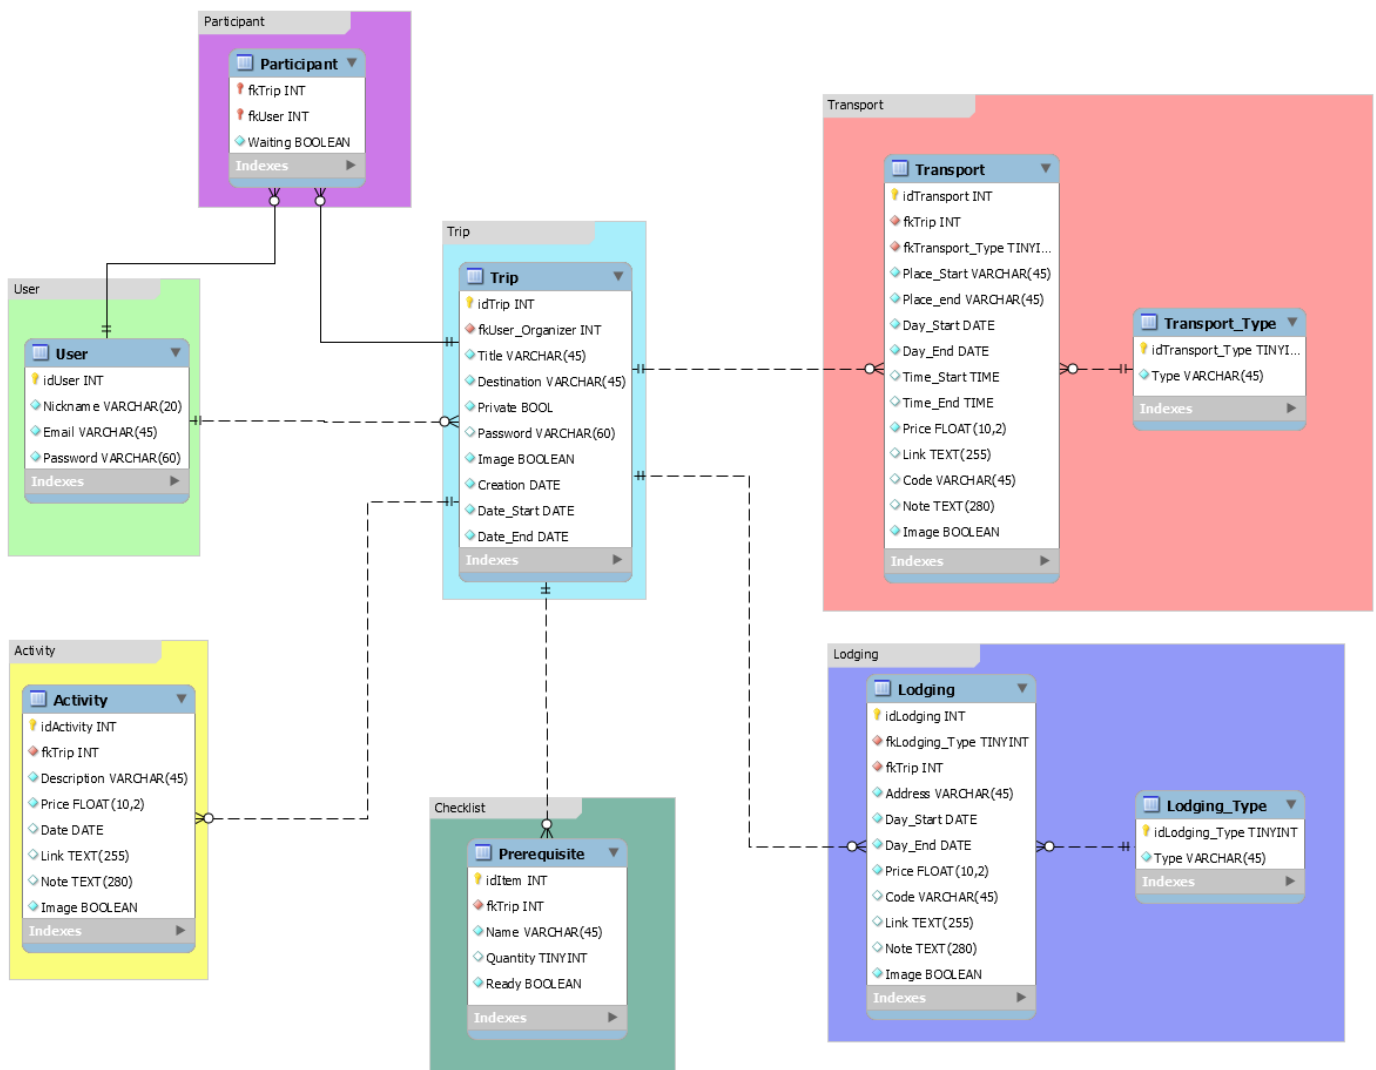 Participant
Participant
fkTrip INT
fkUser INT
Waiting BOOLEAN
Indexes
User
User
idUser INT
Nickname VARCHAR(20)
Email VARCHAR(45)
Password VARCHAR(60)
Indexes
Trip
Trip
idTrip INT
fkUser_Organizer INT
Title VARCHAR(45)
Destination VARCHAR(45)
Private BOOL
Password VARCHAR(60)
Image BOOLEAN
Creation DATE
Date_Start DATE
Date_End DATE
Indexes
Transport
Transport
idTransport INT
fkTrip INT
fkTransport_Type TINYI...
Place_Start VARCHAR(45)
Place_end VARCHAR(45)
Day_Start DATE
Day_End DATE
Time_Start TIME
Time_End TIME
Price FLOAT(10,2)
Link TEXT(255)
Code VARCHAR(45)
Note TEXT(280)
Image BOOLEAN
Indexes
Transport_Type
idTransport_Type TINYI...
Type VARCHAR(45)
Indexes
Activity
Activity
idActivity INT
fkTrip INT
Description VARCHAR(45)
Price FLOAT(10,2)
Date DATE
Link TEXT(255)
Note TEXT(280)
Image BOOLEAN
Indexes
Checklist
Prerequisite
idItem INT
fkTrip INT
Name VARCHAR(45)
Quantity TINYINT
Ready BOOLEAN
Indexes
Lodging
Lodging
idLodging INT
fkLodging_Type TINYINT
fkTrip INT
Address VARCHAR(45)
Day_Start DATE
Day_End DATE
Price FLOAT(10,2)
Code VARCHAR(45)
Link TEXT(255)
Note TEXT(280)
Image BOOLEAN
Indexes
Lodging_Type
idLodging_Type TINYINT
Type VARCHAR(45)
Indexes